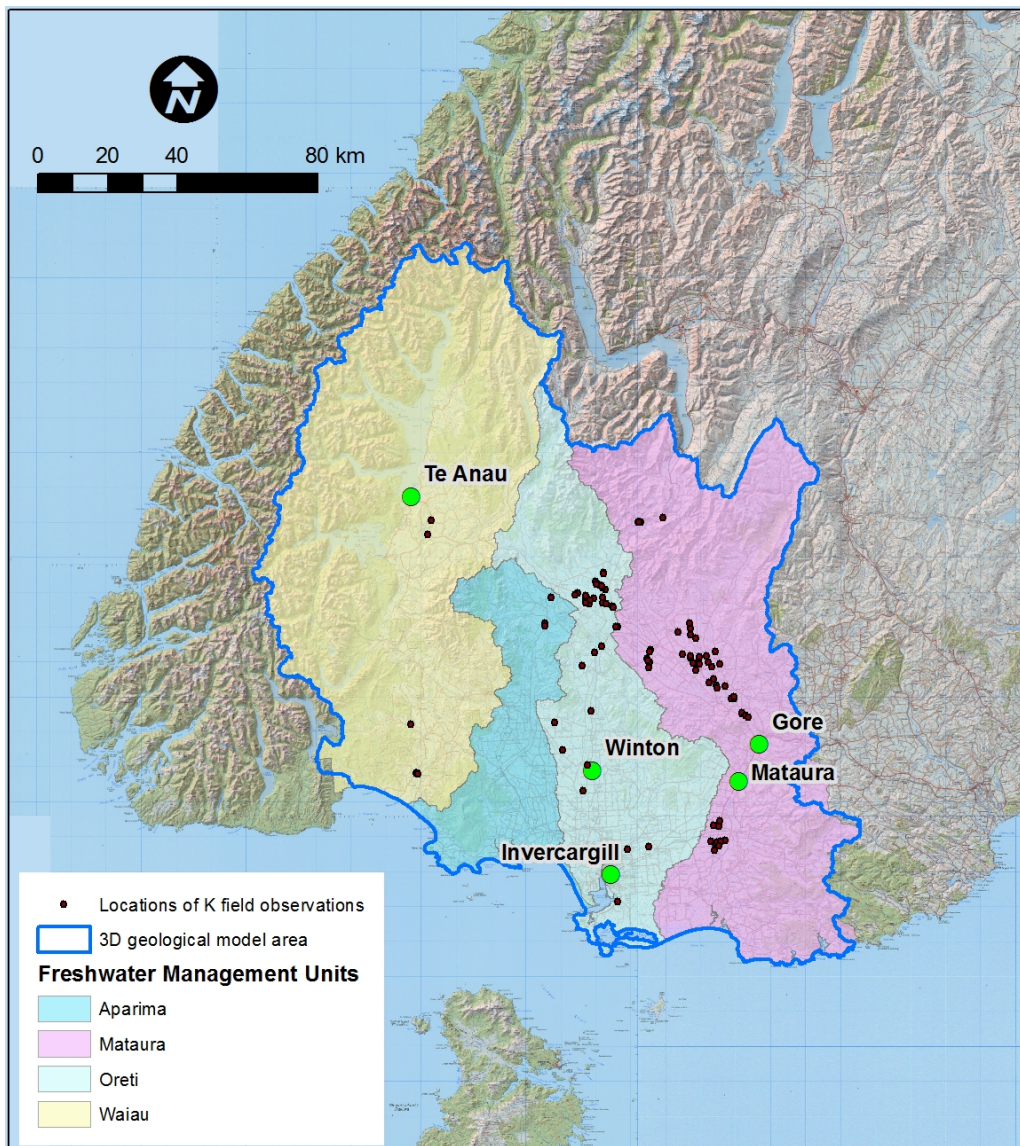 N
0 20 40 80 km
Te Anau
Gore
Winton
Mataura
Invercargill
Locations of K field observations
3D geological model area
Freshwater Management Units
Aparima
Mataura
Oreti
Waiau